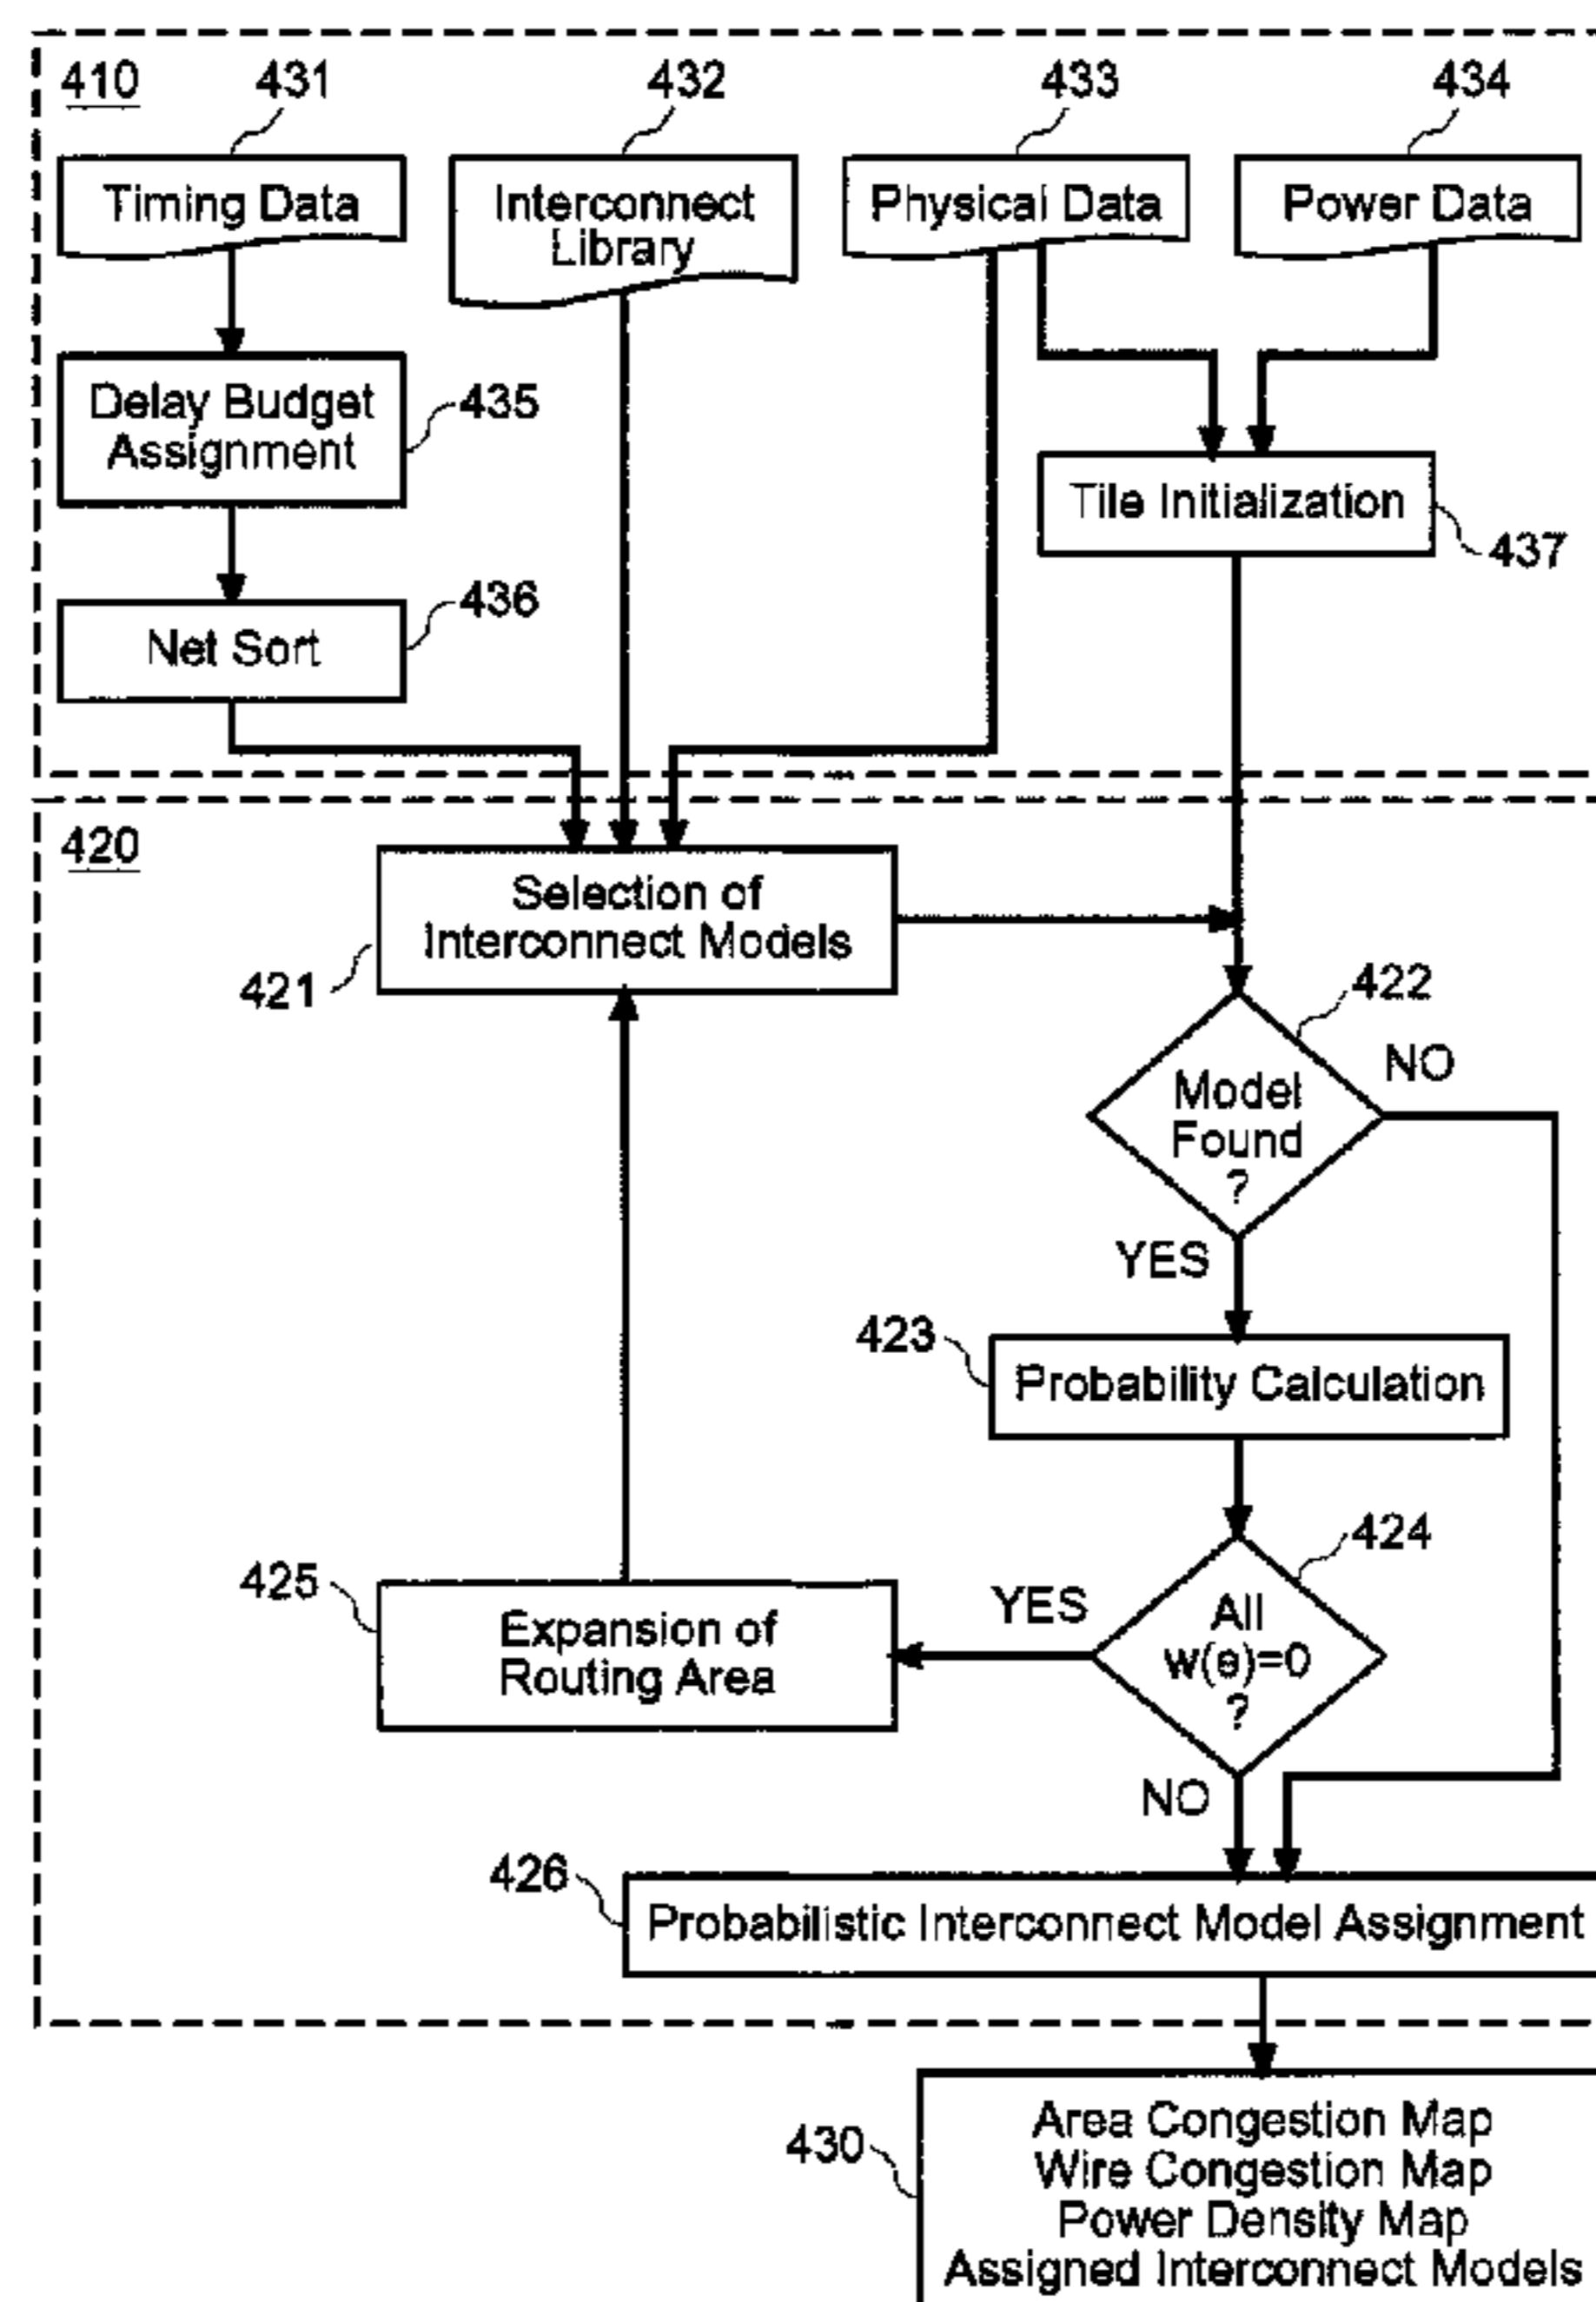 410
431
432
433
434
Timing Data
Interconnect
Library
Physical Data
Power Data
Delay Budget
Assignment
435
Tile Initialization
437
436
Net Sort
420
Selection of
Interconnect Models
421
422
NO
Model
Found
?
YES
423
Probability Calculation
424
425
Expansion of
Routing Area
YES
All
w(e)=0
?
NO
426
Probabilistic Interconnect Model Assignment
430
Area Congestion Map
Wire Congestion Map
Power Density Map
Assigned Interconnect Models